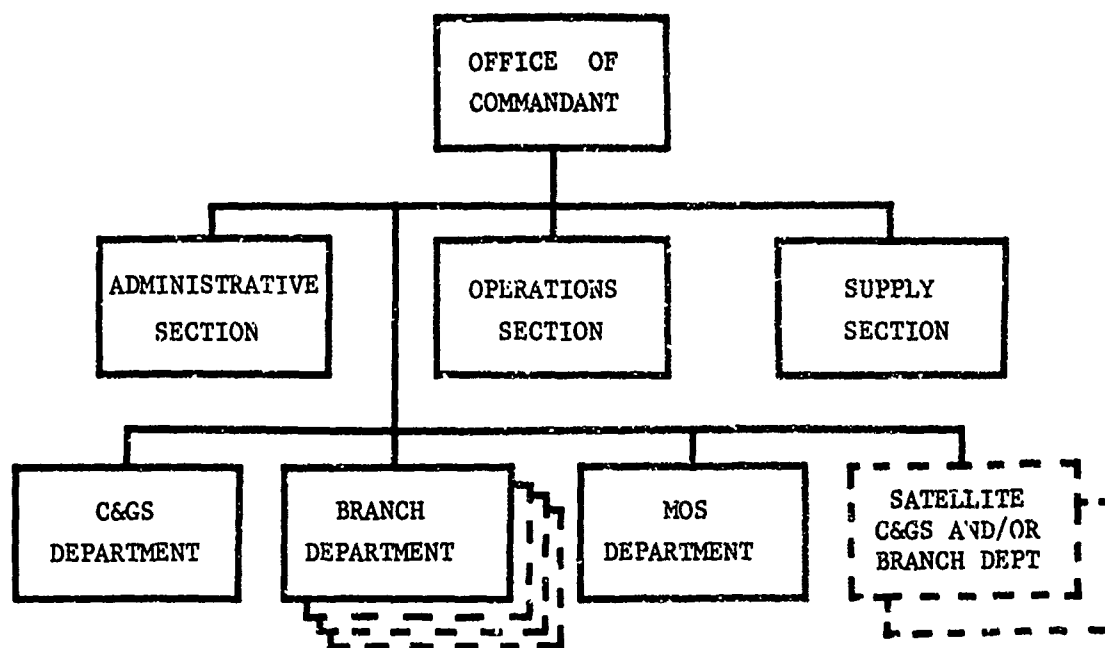 OFFICE OF
COMMANDANT
ADMINISTRATIVE
SECTION
OPERATIONS
SECTION
SUPPLY
SECTION
C&GS
DEPARTMENT
BRANCH
DEPARTMENT
MOS
DEPARTMENT
SATELLITE
C&GS AND/OR
BRANCH DEPT